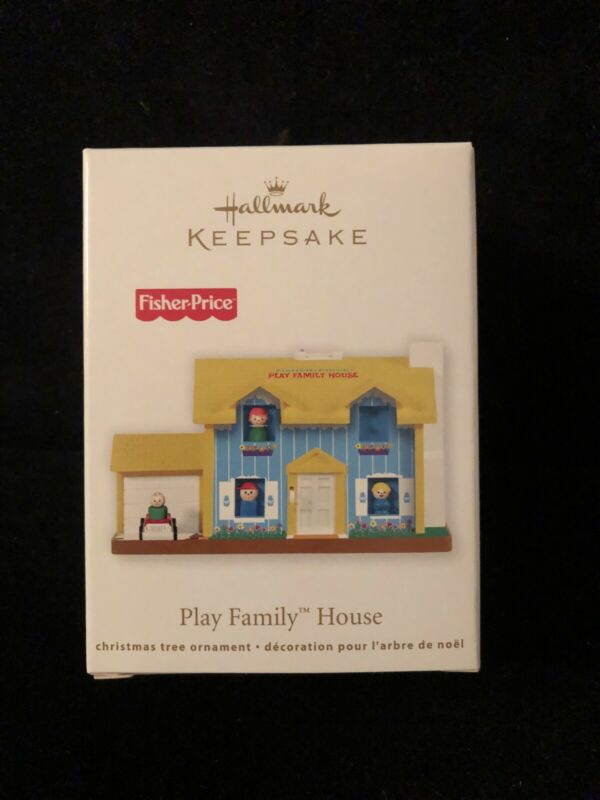 Hallmark
KEEPSAKE
Fisher-Price
PLAY FAMILY HOUSE
Play Family™ House
christmas tree ornament • décoration pour l'arbre de noël